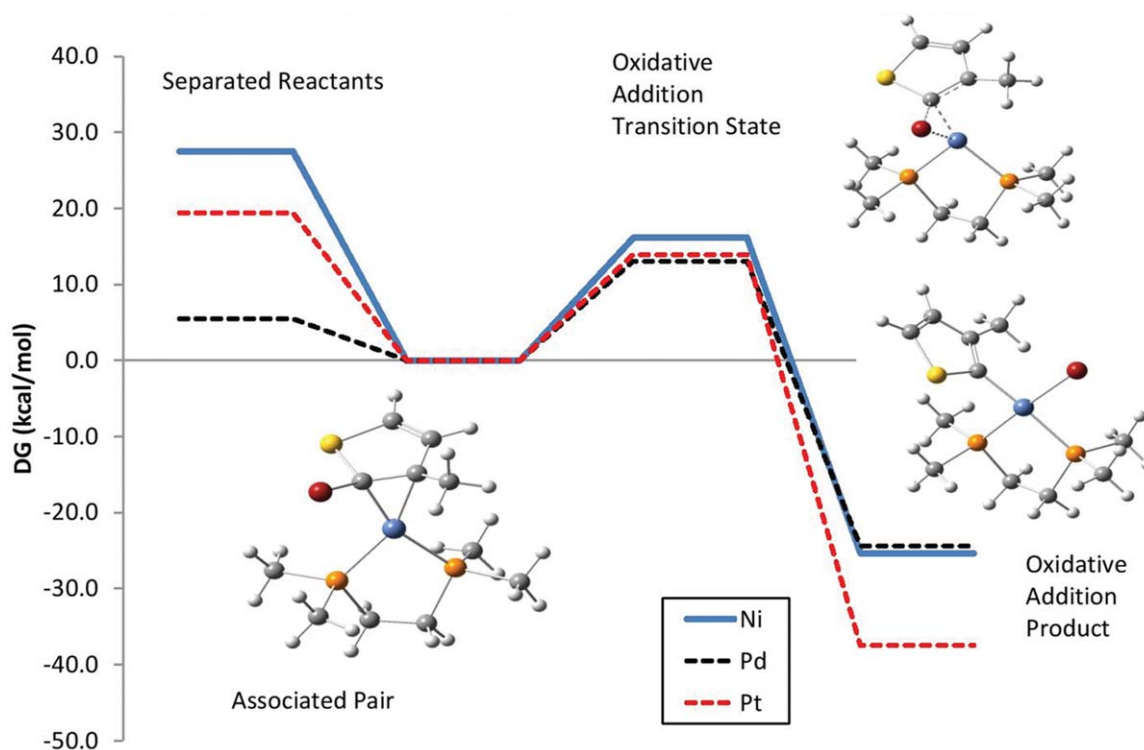 40.0
30.0
20.0
10.0
0.0
-10.0
-20.0
-30.0
-40.0
-50.0
DG (kcal/mol)
Separated Reactants
Oxidative
Addition
Transition State
Associated Pair
Oxidative
Addition
Product
Ni
Pd
Pt